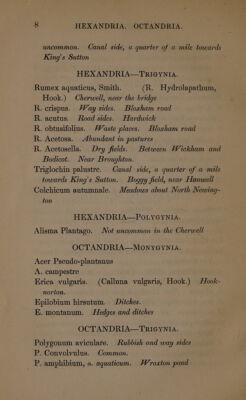 8 HEXANDRIA. OCTANDRIA.
uncommon. Canal side, a quarter of a mile towards
King's Sutton
HEXANDRIA—TRIGYNIA.
Rumex aquaticus, Smith. (R. Hydrolapathum,
Hook.) Cherwell, near the bridge
R. crispus. Way sides. Bloxham road
R. acutus. Road sides. Hardwick
R. obtusifolius. Waste places. Bloxham road
R. Acetosa. Abundant in pastures
R. Acetosella. Dry fields. Between Wickham and
Bodicot. Near Broughton.
Triglochin palustre. Canal side, a quarter of a mile
towards King's Sutton. Boggy field, near Hanwell
Colchicum autumnale. Meadows about North Newing-
ton
HEXANDRIA—POLYGYNIA.
Alisma Plantago. Not uncommon in the Cherwell
OCTANDRIA—MONOGYNIA.
Acer Pseudo-plantanus
A. campestre
Erica vulgaris. (Calluna vulgaris, Hook.) Hook-
norton.
Epilobium hirsutum. Ditches.
E. montanum. Hedges and ditches
OCTANDRIA—TRIGYNIA.
Polygonum aviculare. Rubbish and way sides
P. Convolvulus. Common.
P. amphibium, a. aquaticum. Wroxton pond